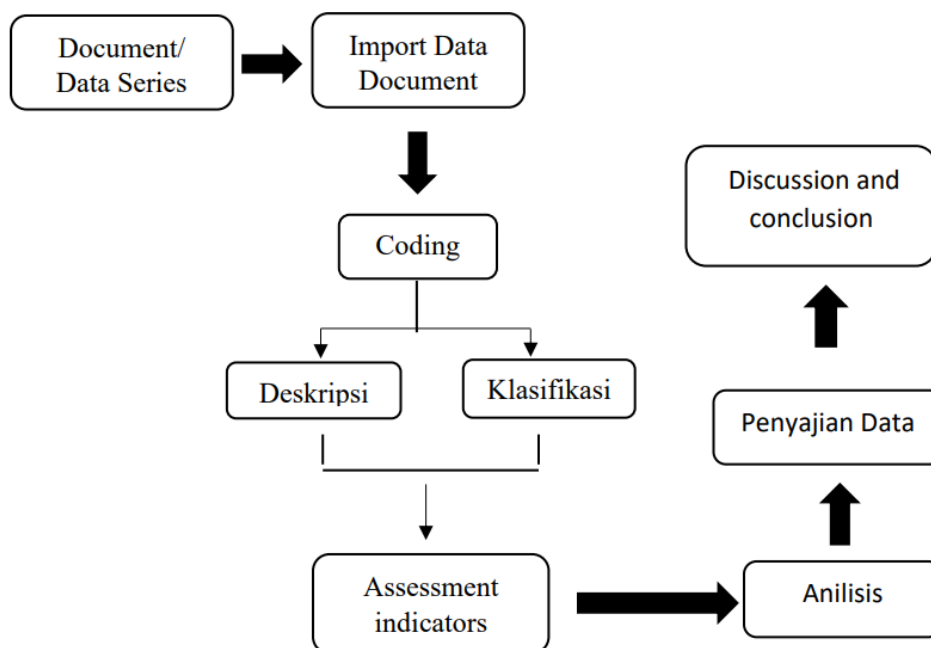 Document/
Data Series
Import Data
Document
Coding
Deskripsi
Klasifikasi
Assessment
indicators
Anilisis
Penyajian Data
Discussion and
conclusion